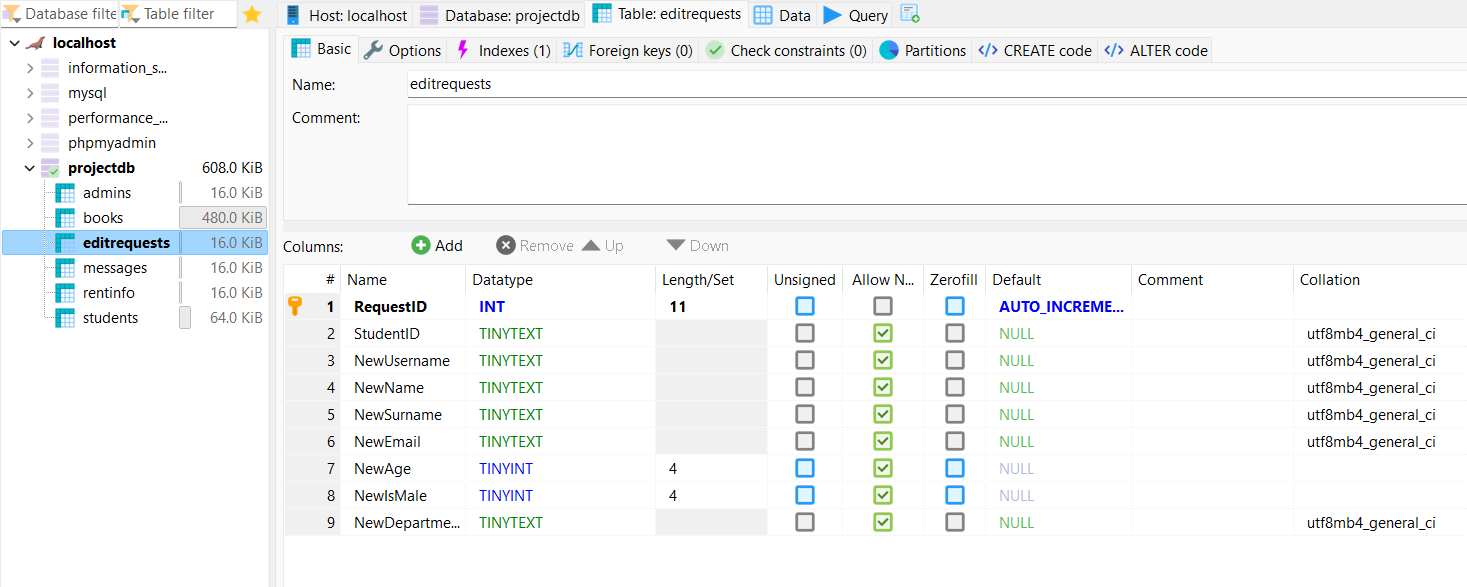 Database filte Table filter
Host: localhost Database: projectdb Table: editrequests Data Query
localhost
information_s...
mysql
performance_...
phpmyadmin
projectdb 608.0 KiB
admins 16.0 KiB
books 480.0 KiB
editrequests 16.0 KiB
messages 16.0 KiB
rentinfo 16.0 KiB
students 64.0 KiB
Basic Options Indexes (1) Foreign keys (0) Check constraints (0) Partitions CREATE code ALTER code
Name: editrequests
Comment:
Columns: Add Remove Up Down
# Name Datatype Length/Set Unsigned Allow N... Zerofill Default Comment Collation
1 RequestID INT 11 AUTO_INCREME...
2 StudentID TINYTEXT NULL utf8mb4_general_ci
3 NewUsername TINYTEXT NULL utf8mb4_general_ci
4 NewName TINYTEXT NULL utf8mb4_general_ci
5 NewSurname TINYTEXT NULL utf8mb4_general_ci
6 NewEmail TINYTEXT NULL utf8mb4_general_ci
7 NewAge TINYINT 4 NULL
8 NewIsMale TINYINT 4 NULL
9 NewDepartme... TINYTEXT NULL utf8mb4_general_ci